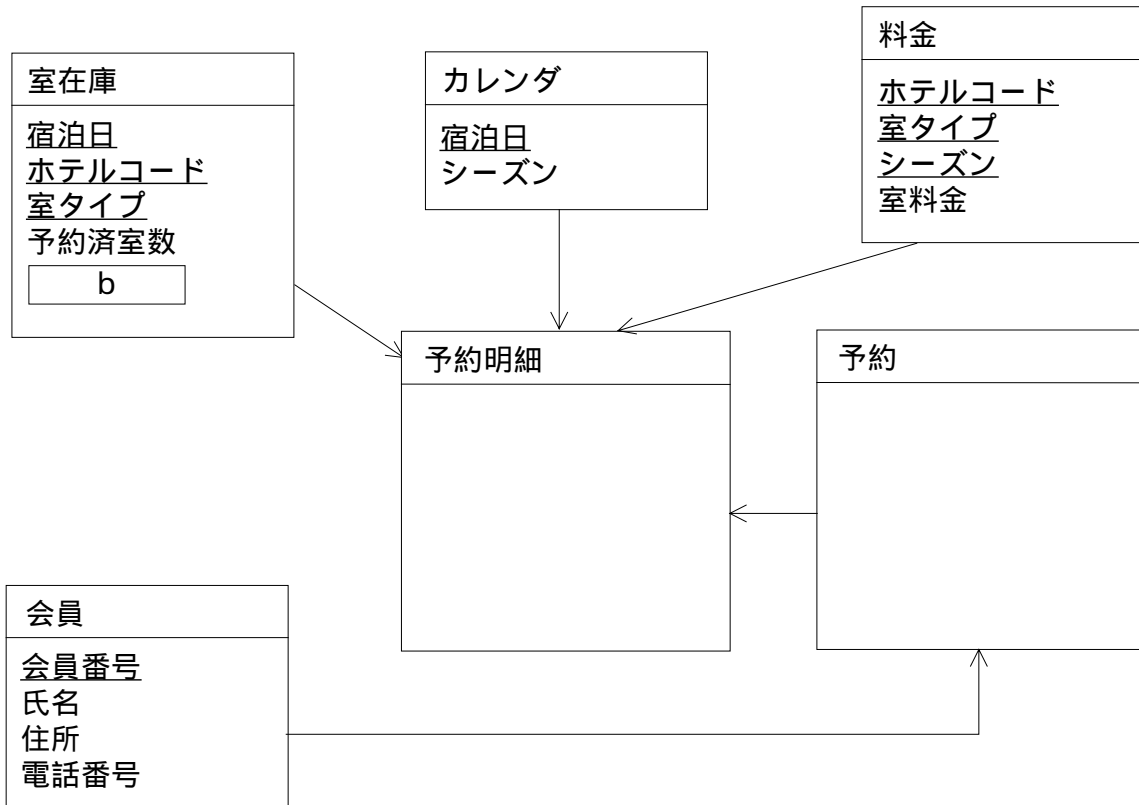 室在庫
宿泊日
ホテルコード
室タイプ
予約済室数
b
カレンダ
宿泊日
シーズン
料金
ホテルコード
室タイプ
シーズン
室料金
予約明細
予約
会員
会員番号
氏名
住所
電話番号